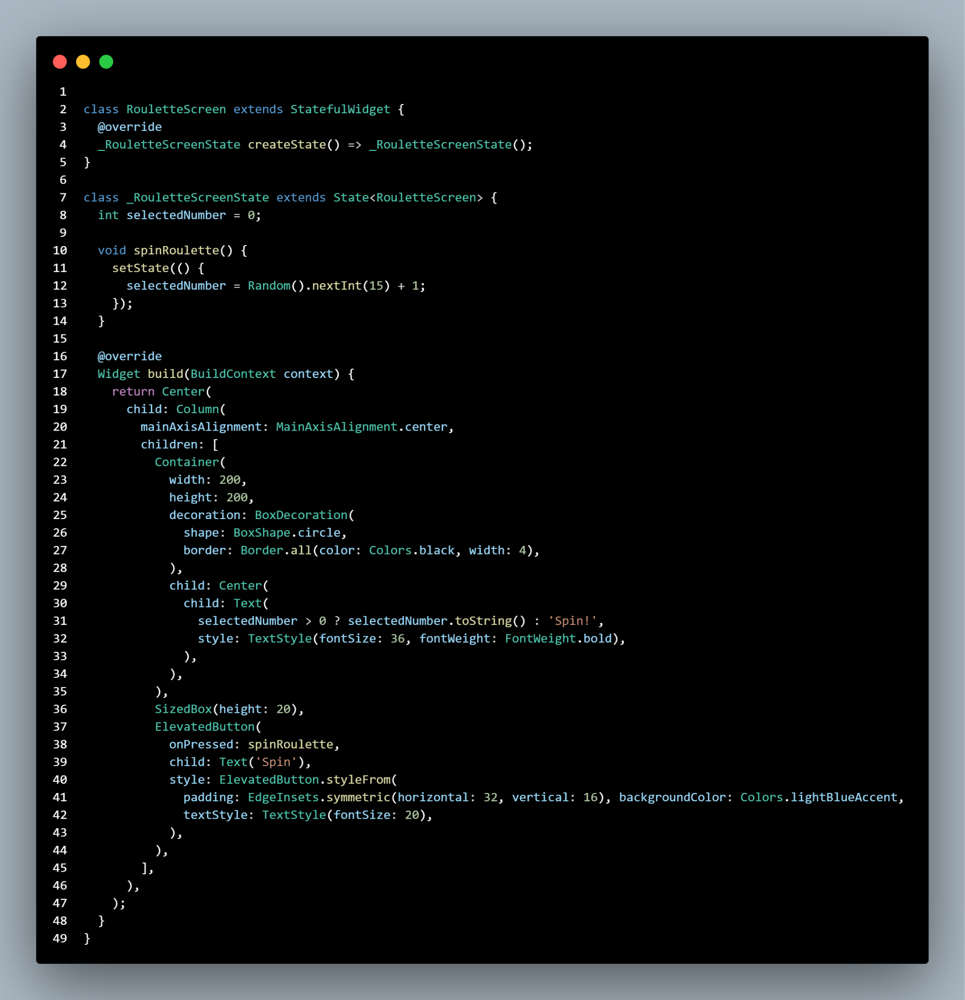 1
2 class RouletteScreen extends StatefulWidget {
3   @override
4   _RouletteScreenState createState() => _RouletteScreenState();
5 }
6
7 class _RouletteScreenState extends State<RouletteScreen> {
8   int selectedNumber = 0;
9
10   void spinRoulette() {
11     setState(() {
12       selectedNumber = Random().nextInt(15) + 1;
13     });
14   }
15
16   @override
17   Widget build(BuildContext context) {
18     return Center(
19       child: Column(
20         mainAxisAlignment: MainAxisAlignment.center,
21         children: [
22           Container(
23             width: 200,
24             height: 200,
25             decoration: BoxDecoration(
26               shape: BoxShape.circle,
27               border: Border.all(color: Colors.black, width: 4),
28             ),
29             child: Center(
30               child: Text(
31                 selectedNumber > 0 ? selectedNumber.toString() : 'Spin!',
32                 style: TextStyle(fontSize: 36, fontWeight: FontWeight.bold),
33               ),
34             ),
35           ),
36           SizedBox(height: 20),
37           ElevatedButton(
38             onPressed: spinRoulette,
39             child: Text('Spin'),
40             style: ElevatedButton.styleFrom(
41               padding: EdgeInsets.symmetric(horizontal: 32, vertical: 16), backgroundColor: Colors.lightBlueAccent,
42               textStyle: TextStyle(fontSize: 20),
43             ),
44           ),
45         ],
46       ),
47     );
48   }
49 }